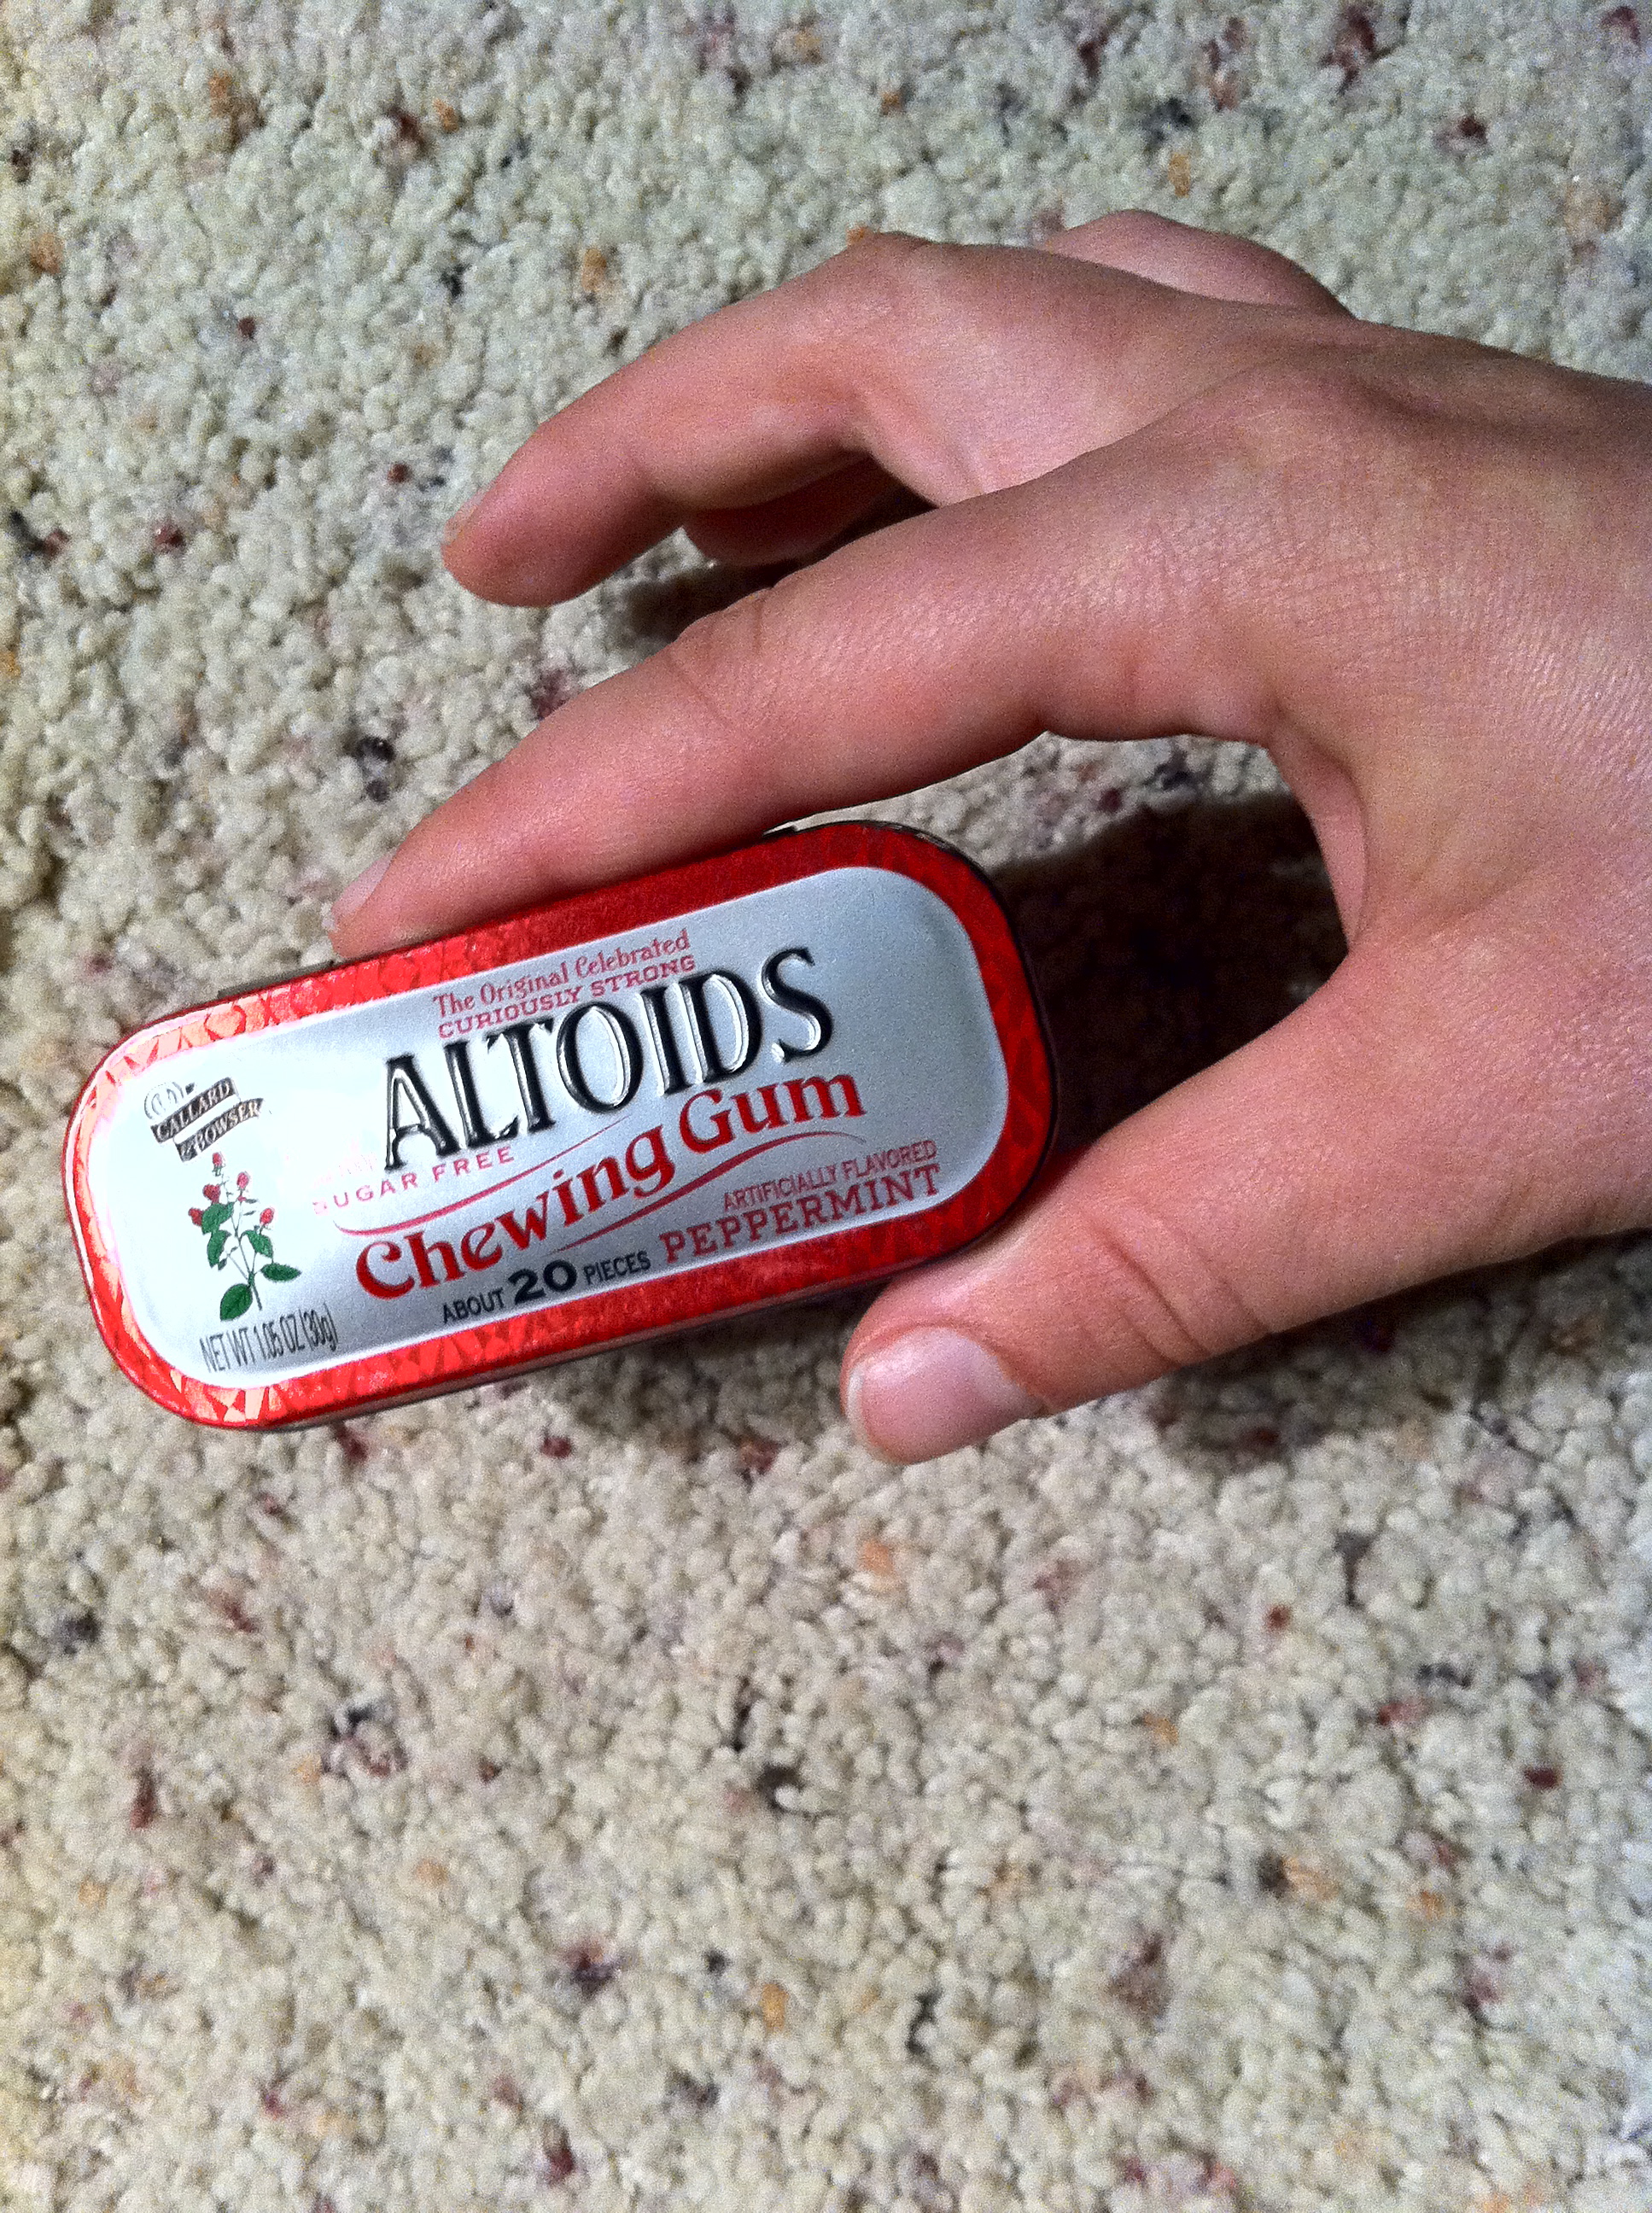 The Original Celebrated
CURIOUSLY STRONG
ALTOIDS
SUGAR FREE
Chewing Gum
ARTIFICIALLY FLAVORED
PEPPERMINT
ABOUT 20 PIECES
CALLARD
& BOWSER
NET WT 1.05 OZ (30g)